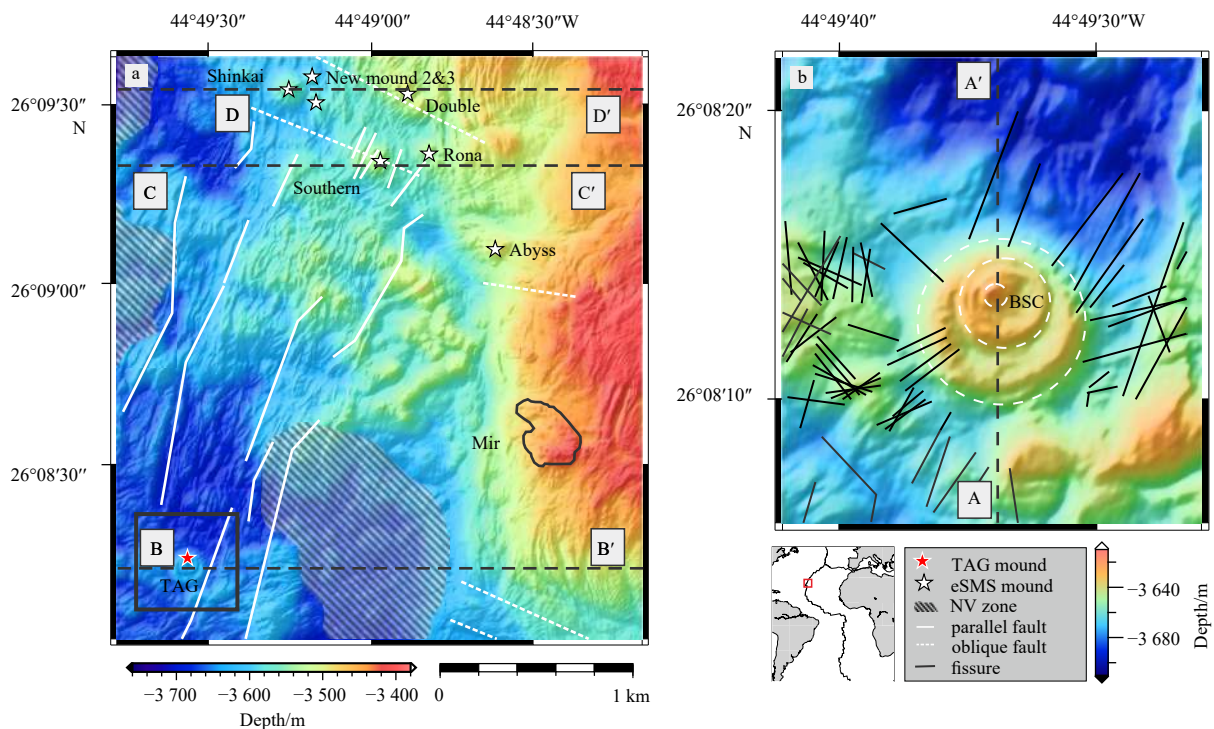 44°49′30″
44°49′00″
44°48′30″W
44°49′40″
44°49′30″W
a
Shinkai
New mound 2&3
Double
26°09′30″
N
D
D′
Rona
Southern
C
C′
Abyss
26°09′00″
Mir
26°08′30″
B
B′
TAG
−3 700
−3 600
−3 500
−3 400
Depth/m
0
1 km
b
A′
26°08′20″
N
BSC
26°08′10″
A
TAG mound
eSMS mound
NV zone
parallel fault
oblique fault
fissure
−3 640
−3 680
Depth/m